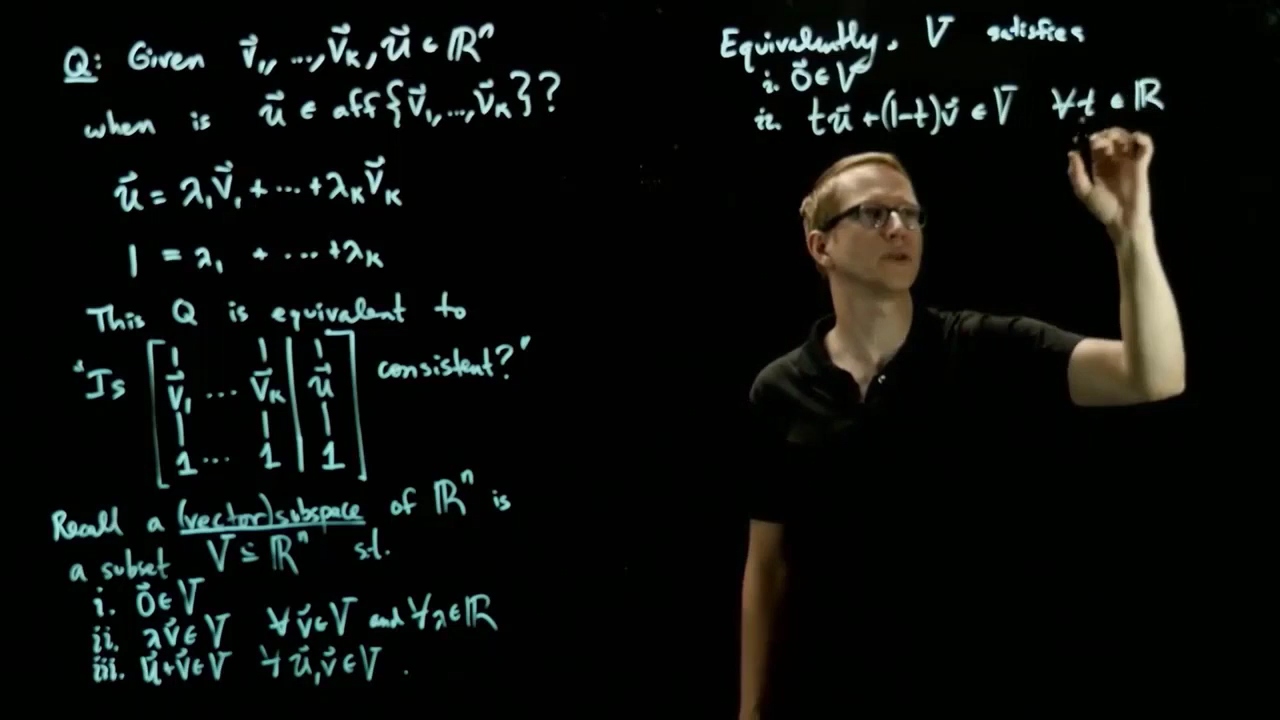 Q: Given v⃗₁, ..., v⃗ₖ, u⃗ ∈ ℝⁿ
when is u⃗ ∈ aff{v⃗₁, ..., v⃗ₖ}?
u⃗ = λ₁v⃗₁ + ... + λₖv⃗ₖ
1 = λ₁ + ... + λₖ
This Q is equivalent to
"Is [ | | | | ; v⃗₁ ... v⃗ₖ | u⃗ ; | | | | ; 1 ... 1 | 1 ] consistent?"
Recall a (vector) subspace of ℝⁿ is
a subset V ⊆ ℝⁿ s.t.
i. 0⃗ ∈ V
ii. λv⃗ ∈ V ∀ v⃗ ∈ V and ∀ λ ∈ ℝ
iii. u⃗ + v⃗ ∈ V ∀ u⃗, v⃗ ∈ V.
Equivalently, V satisfies
i. 0⃗ ∈ V
ii. tu⃗ + (1-t)v⃗ ∈ V ∀ t ∈ ℝ